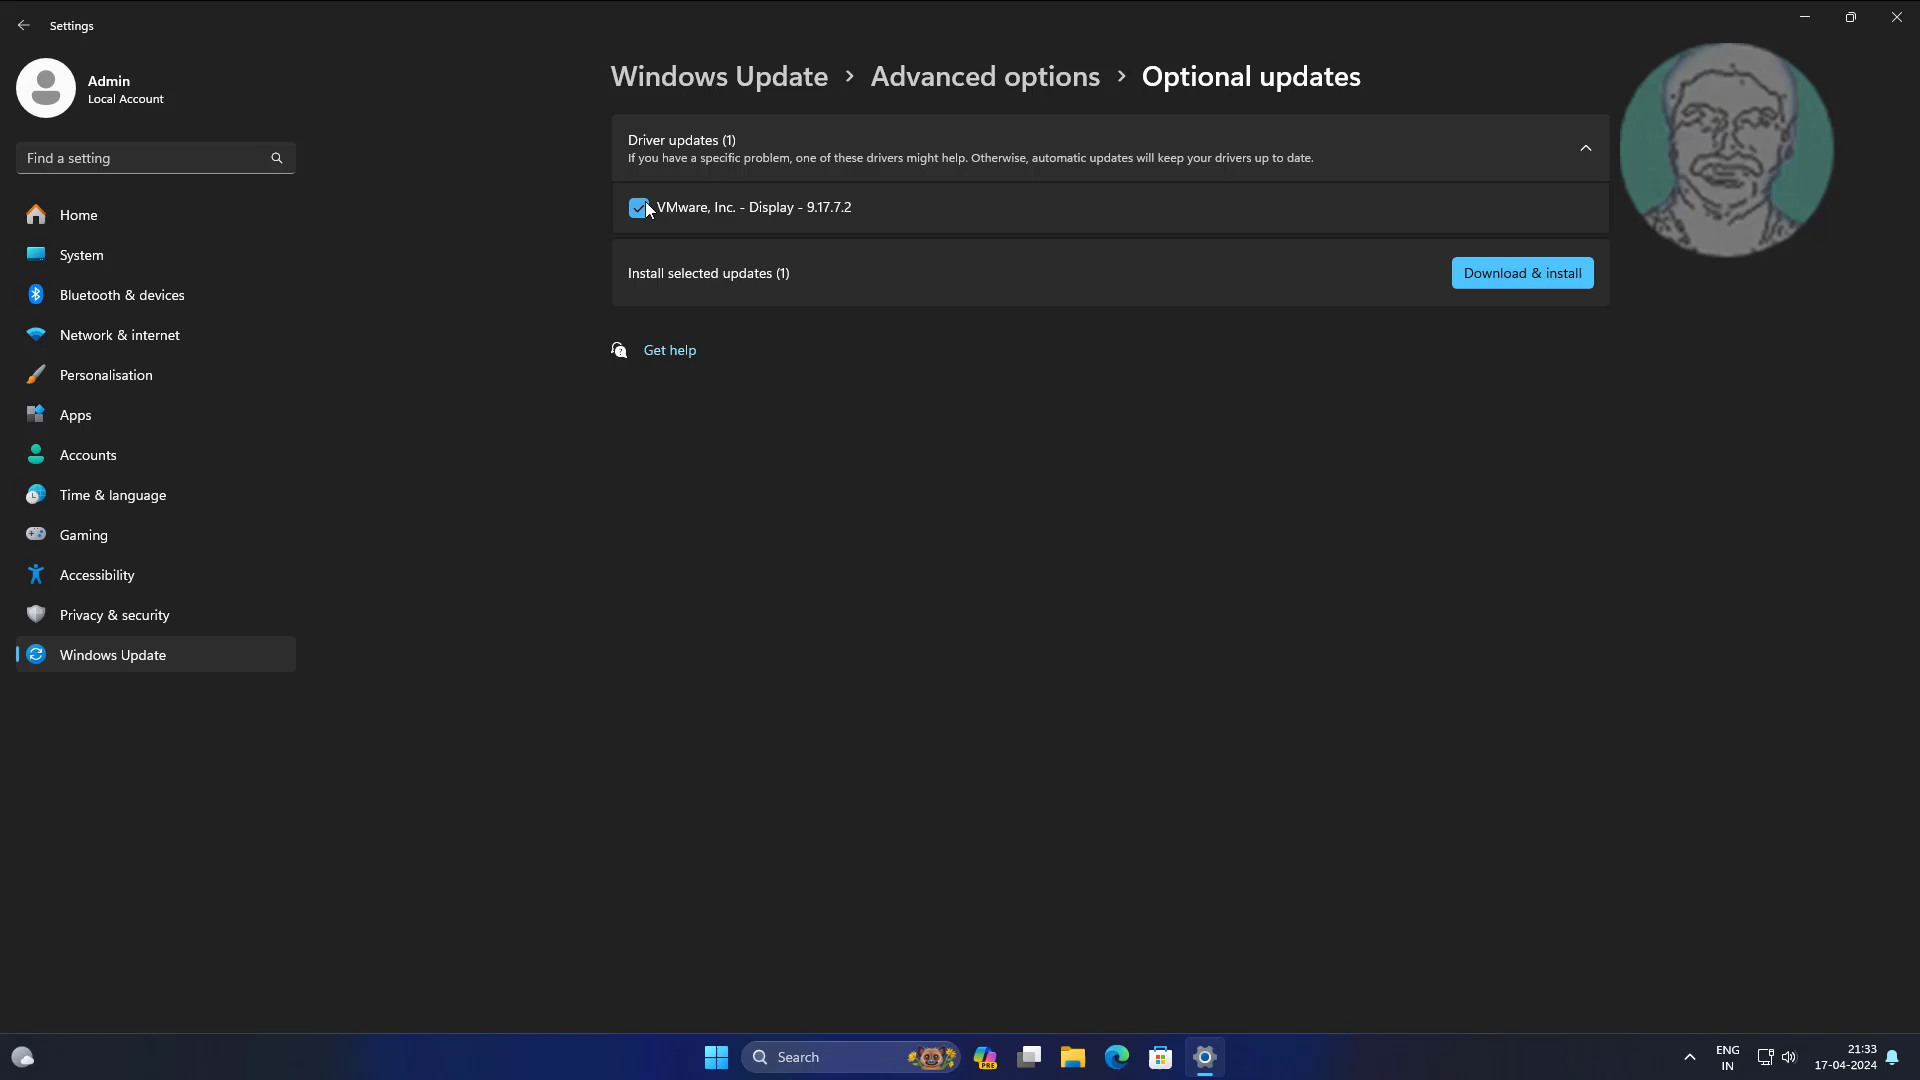 Settings
Admin
Local Account
Find a setting
Home
System
Bluetooth & devices
Network & internet
Personalisation
Apps
Accounts
Time & language
Gaming
Accessibility
Privacy & security
Windows Update
Windows Update > Advanced options > Optional updates
Driver updates (1)
If you have a specific problem, one of these drivers might help. Otherwise, automatic updates will keep your drivers up to date.
VMware, Inc. - Display - 9.17.7.2
Install selected updates (1)
Download & install
Get help
Search
PRE
ENG
IN
21:33
17-04-2024